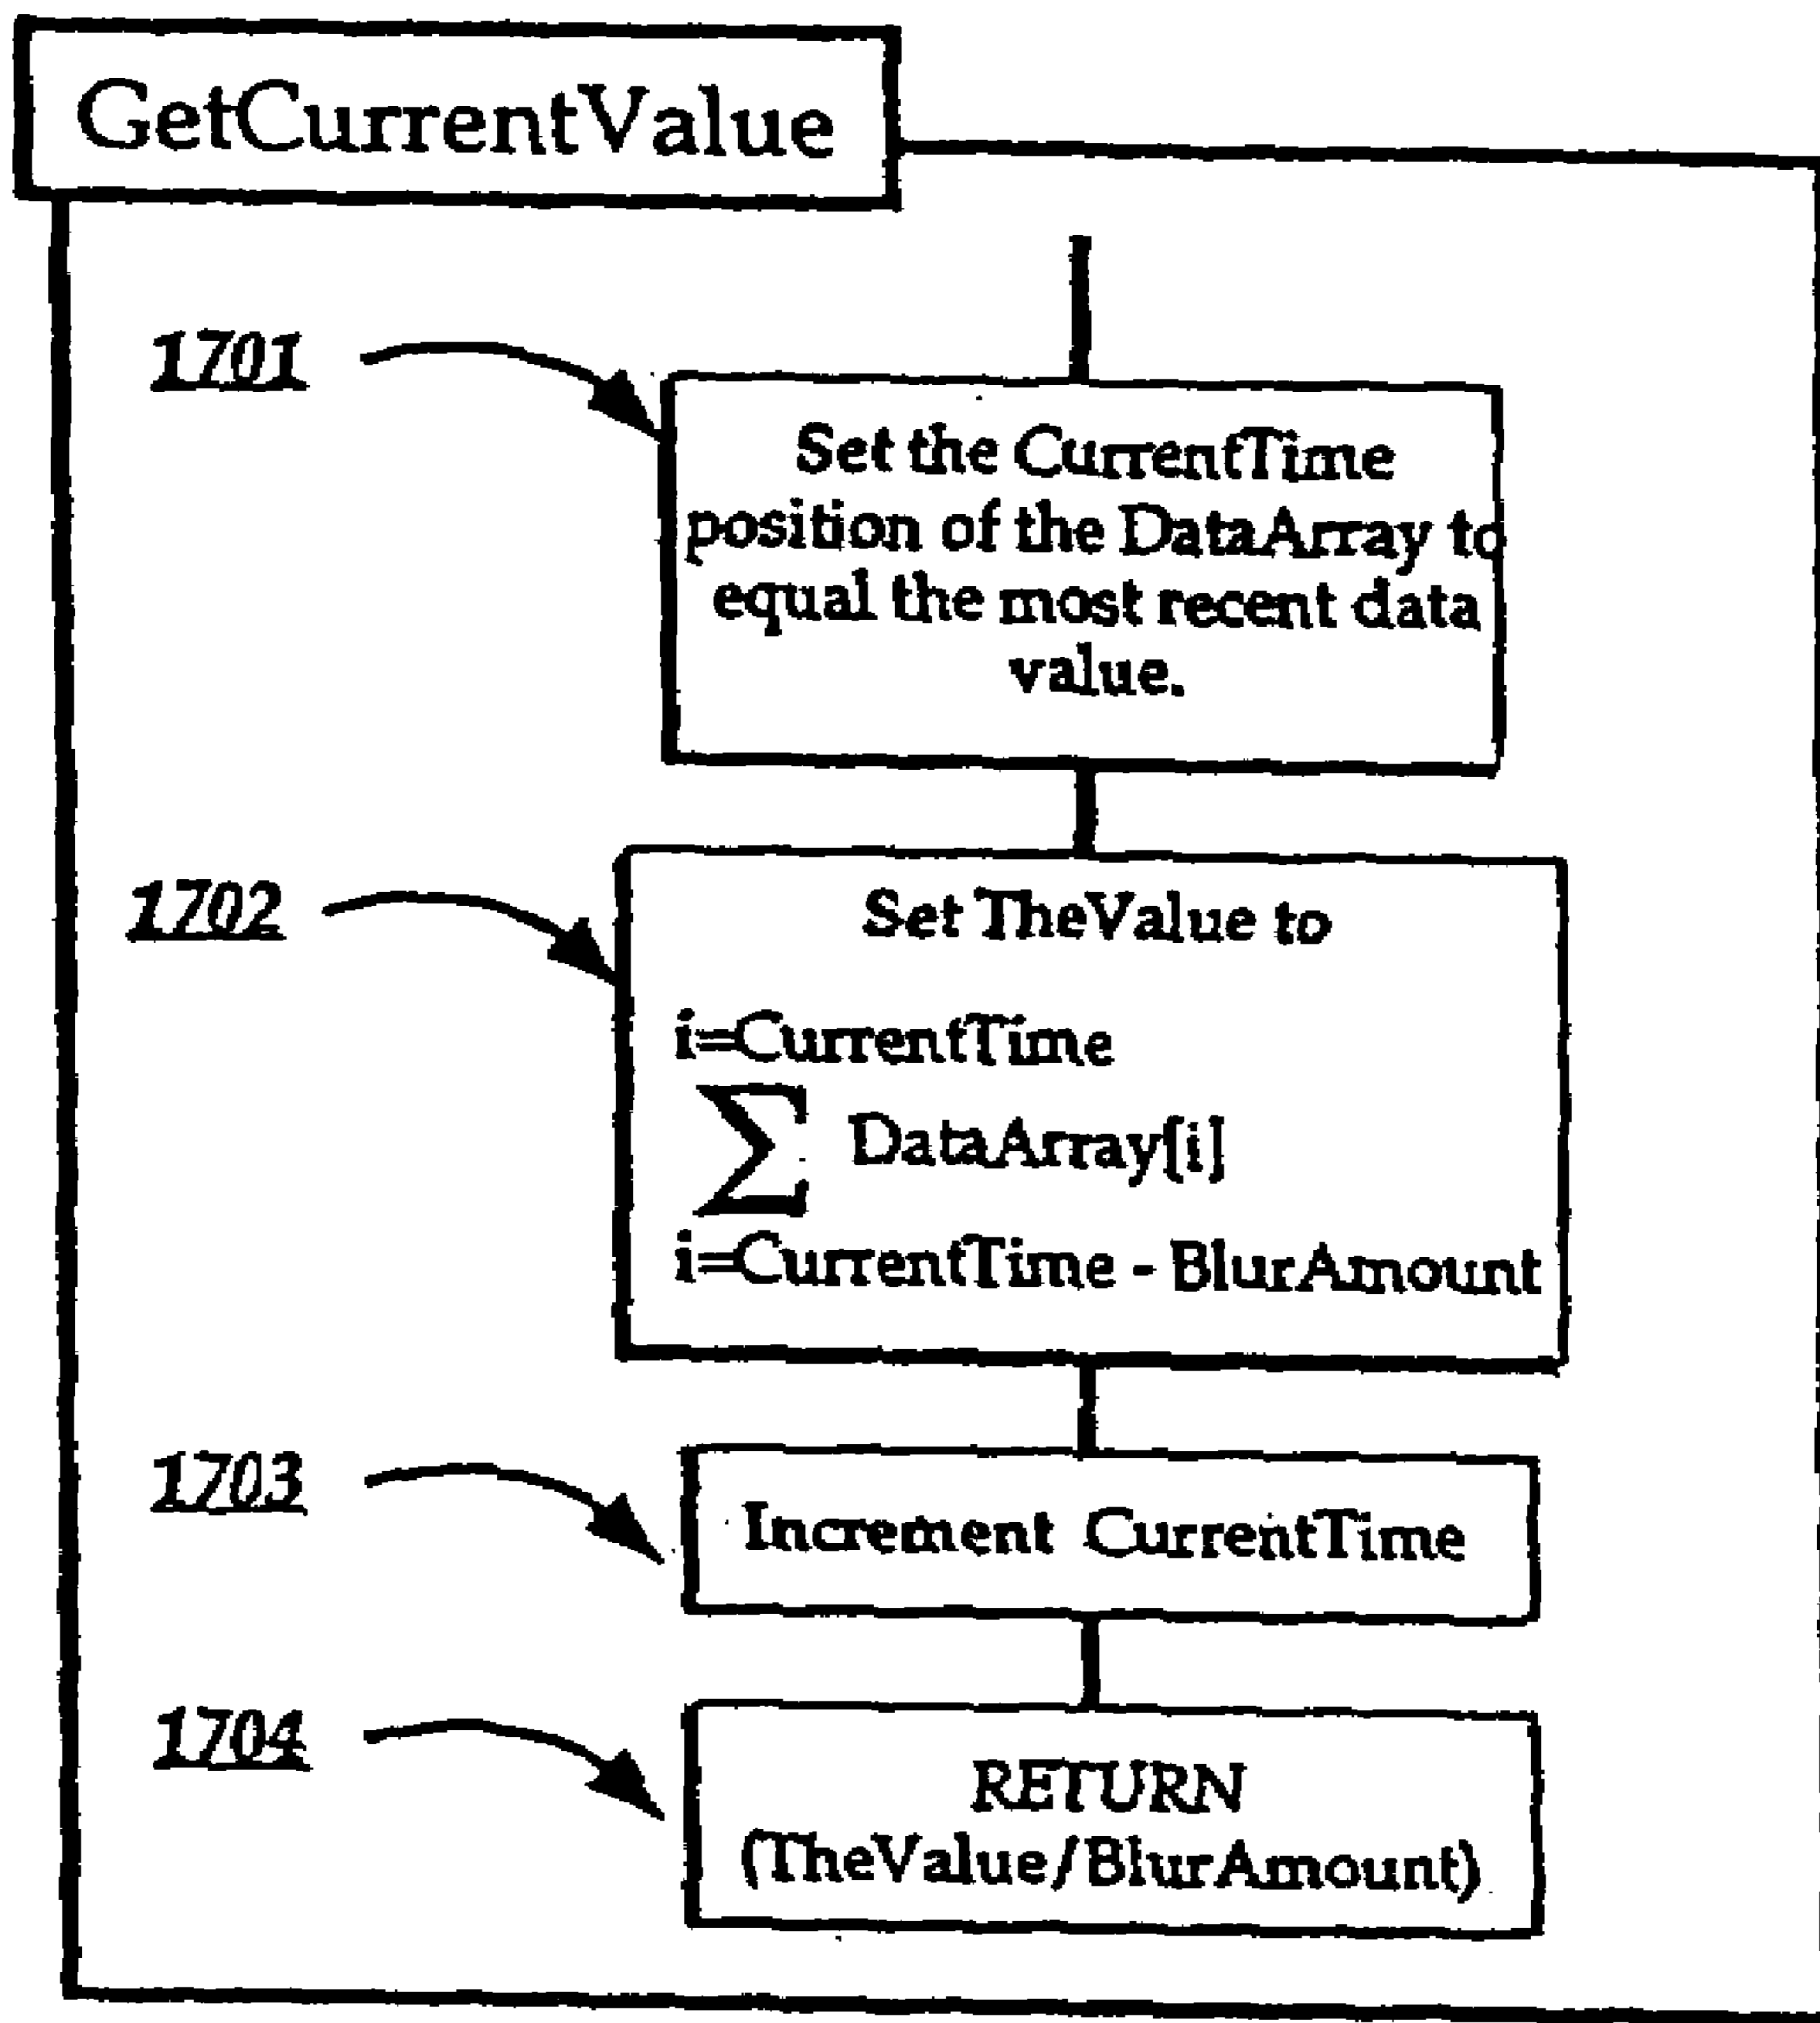 GetCurrentValue
1701
Set the CurrentTime
position of the DataArray to
equal the most recent data
value.
1702
Set TheValue to
i=CurrentTime
∑ DataArray[i]
i=CurrentTime - BlurAmount
1703
Increment CurrentTime
1704
RETURN
(TheValue/BlurAmount)